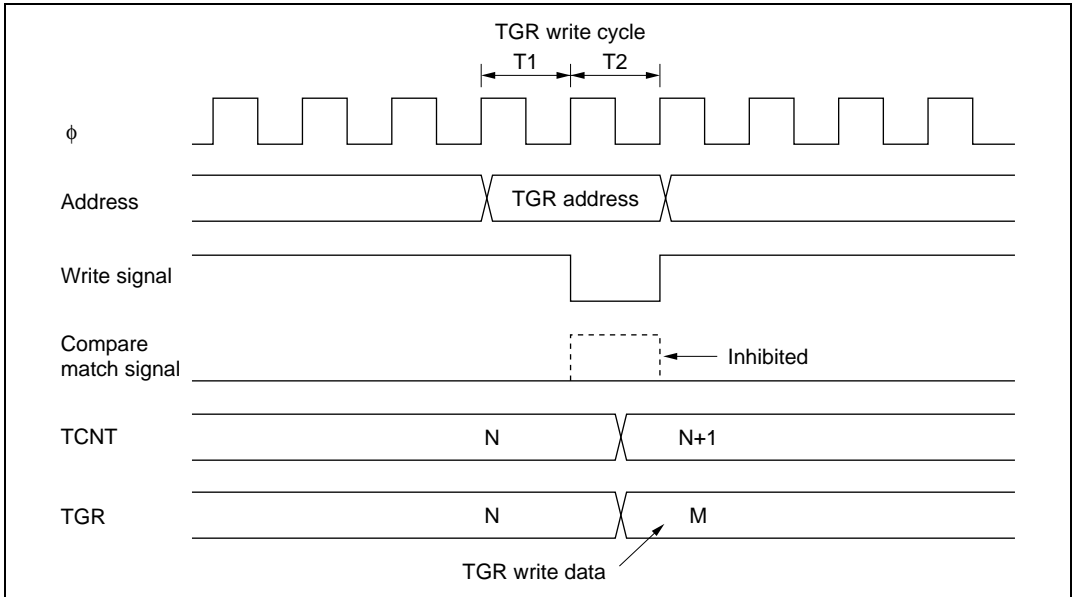 TGR write cycle
T1 T2
ϕ
Address
TGR address
Write signal
Compare
match signal
Inhibited
TCNT
N
N+1
TGR
N
M
TGR write data